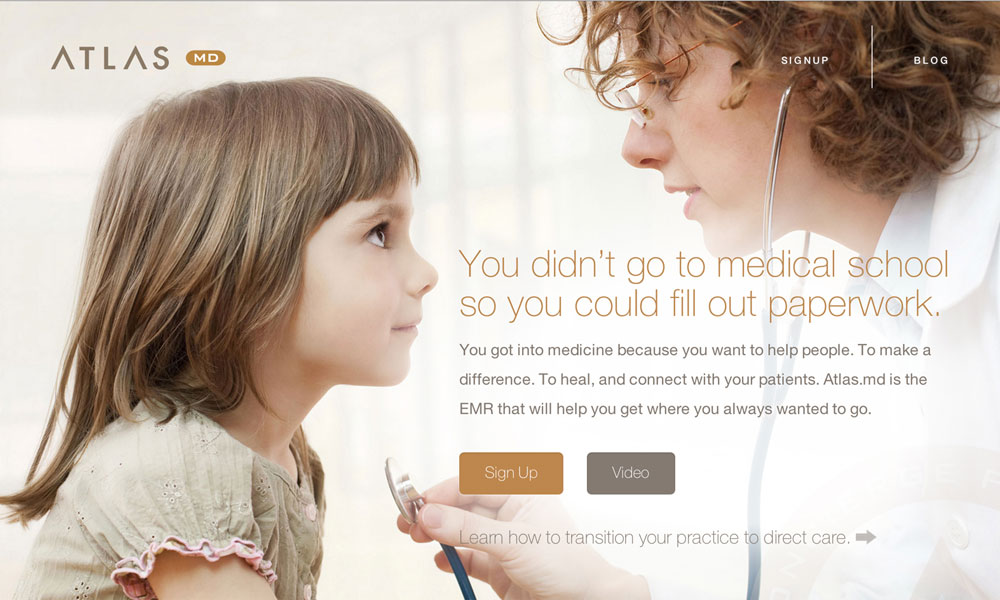 ATLAS MD
SIGNUP
BLOG
You didn't go to medical school
so you could fill out paperwork.
You got into medicine because you want to help people. To make a
difference. To heal, and connect with your patients. Atlas.md is the
EMR that will help you get where you always wanted to go.
Sign Up
Video
Learn how to transition your practice to direct care.